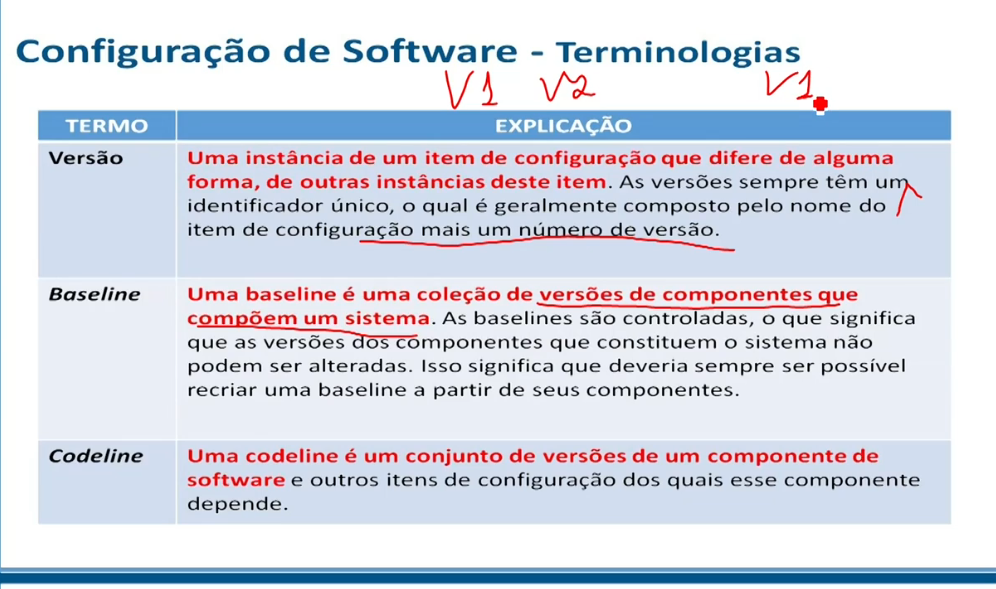 Configuração de Software - Terminologias
V1 V2 V1
TERMO EXPLICAÇÃO
Versão
Uma instância de um item de configuração que difere de alguma
forma, de outras instâncias deste item. As versões sempre têm um
identificador único, o qual é geralmente composto pelo nome do
item de configuração mais um número de versão.
Baseline
Uma baseline é uma coleção de versões de componentes que
compõem um sistema. As baselines são controladas, o que significa
que as versões dos componentes que constituem o sistema não
podem ser alteradas. Isso significa que deveria sempre ser possível
recriar uma baseline a partir de seus componentes.
Codeline
Uma codeline é um conjunto de versões de um componente de
software e outros itens de configuração dos quais esse componente
depende.